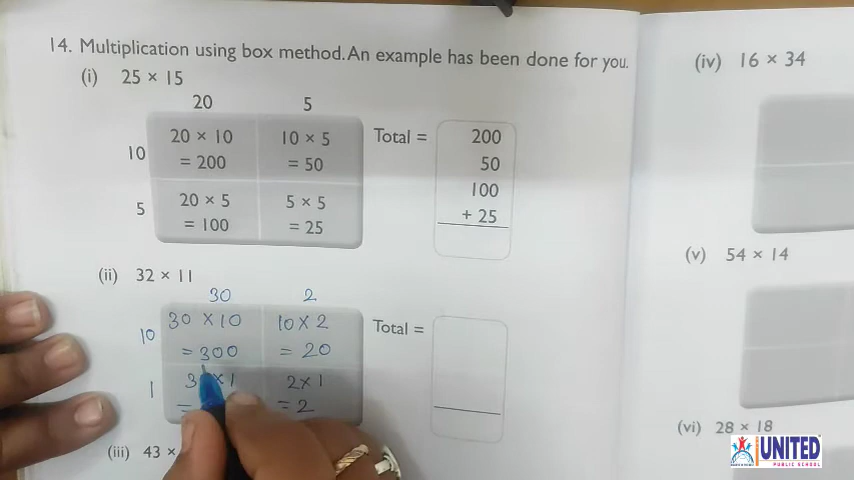 14. Multiplication using box method. An example has been done for you.
(i) 25 × 15
20 5
10 20 × 10 10 × 5
= 200 = 50
5 20 × 5 5 × 5
= 100 = 25
Total = 200
50
100
+ 25
(ii) 32 × 11
30 2
10 30 × 10 10 × 2
= 300 = 20
1 3 × 1 2 × 1
= = 2
Total =
(iii) 43 ×
(iv) 16 × 34
(v) 54 × 14
(vi) 28 × 18
UNITED
PUBLIC SCHOOL